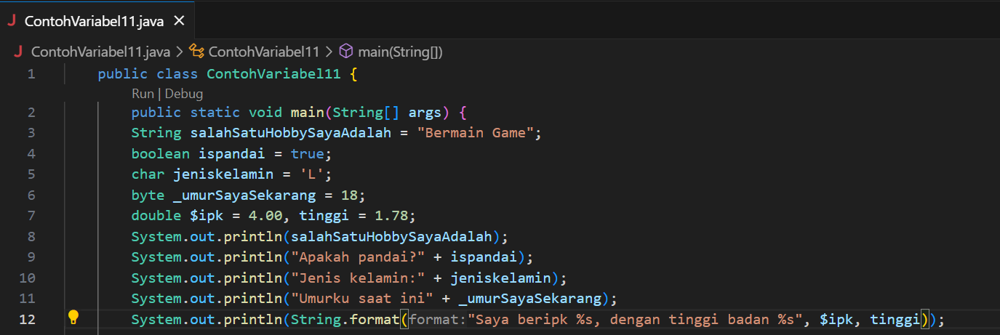 J ContohVariabel11.java ×
J ContohVariabel11.java > ContohVariabel11 > main(String[])
1 public class ContohVariabel11 {
Run | Debug
2 public static void main(String[] args) {
3 String salahSatuHobbySayaAdalah = "Bermain Game";
4 boolean ispandai = true;
5 char jeniskelamin = 'L';
6 byte _umurSayaSekarang = 18;
7 double $ipk = 4.00, tinggi = 1.78;
8 System.out.println(salahSatuHobbySayaAdalah);
9 System.out.println("Apakah pandai?" + ispandai);
10 System.out.println("Jenis kelamin:" + jeniskelamin);
11 System.out.println("Umurku saat ini" + _umurSayaSekarang);
12 System.out.println(String.format(format:"Saya beripk %s, dengan tinggi badan %s", $ipk, tinggi));